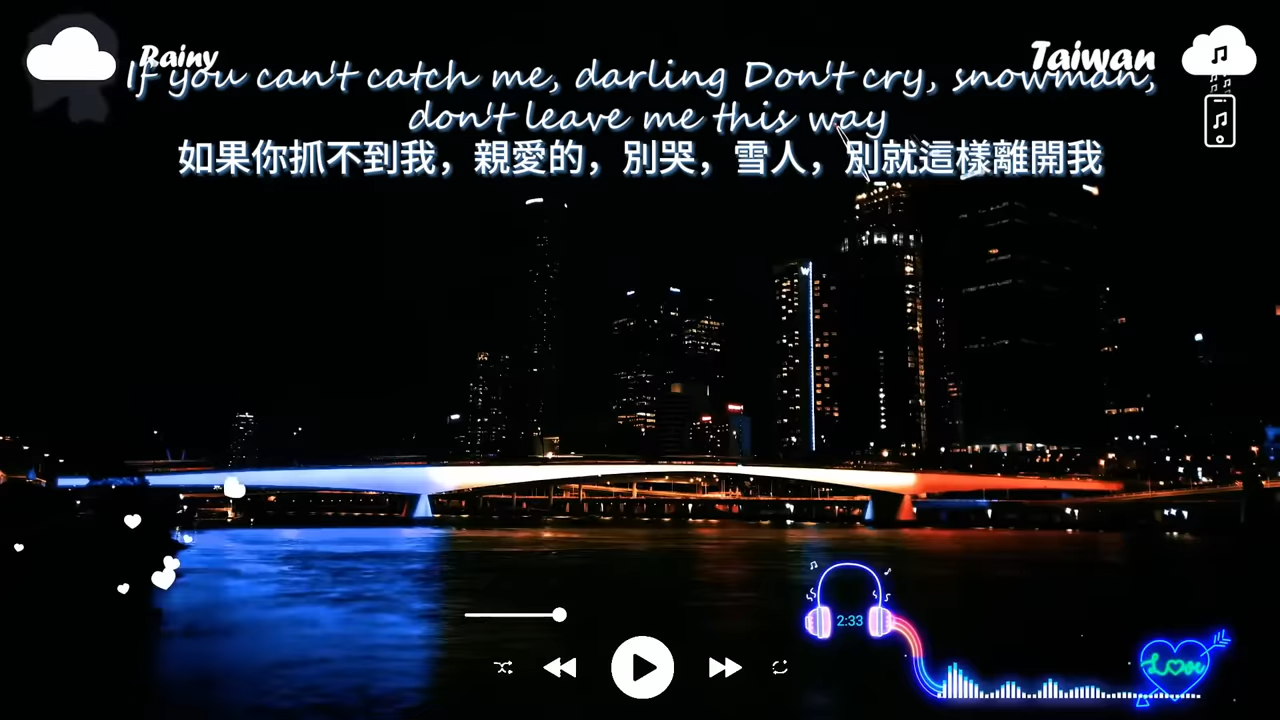 Rainy
Taiwan
If you can't catch me, darling Don't cry, snowman,
don't leave me this way
如果你抓不到我，親愛的，別哭，雪人，別就這樣離開我
W
2:33
Love